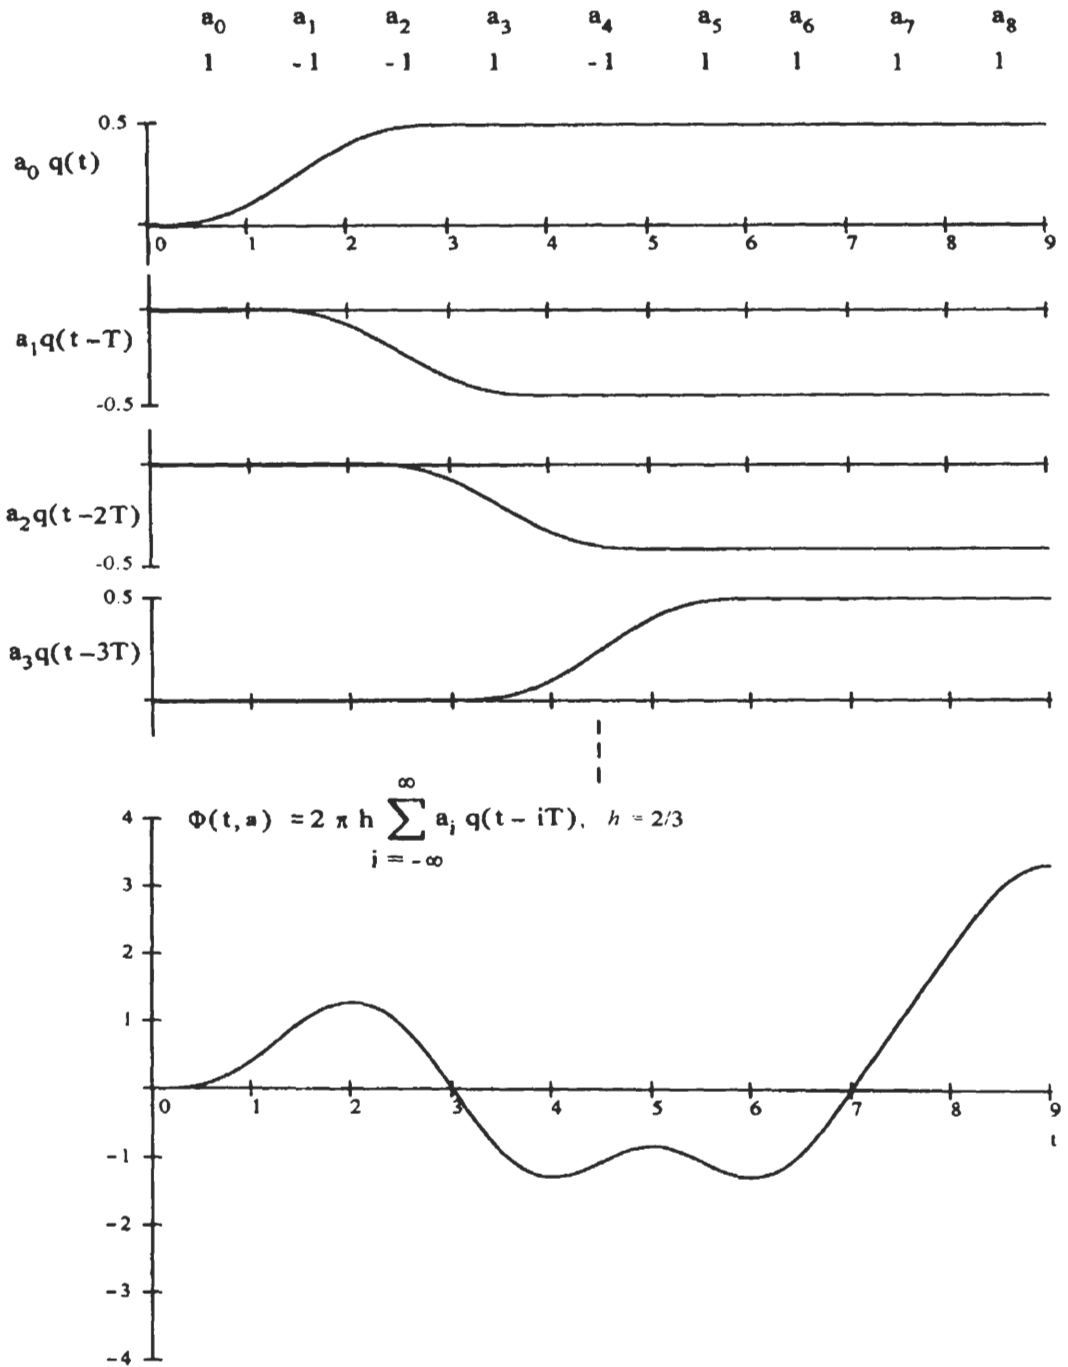 a₀ a₁ a₂ a₃ a₄ a₅ a₆ a₇ a₈
1 -1 -1 1 -1 1 1 1 1
0.5
a₀ q(t)
0 1 2 3 4 5 6 7 8 9
a₁q(t-T)
-0.5
a₂q(t-2T)
-0.5
0.5
a₃q(t-3T)
4
Φ(t,a) = 2 π h ∑ aᵢ q(t-iT), h = 2/3
∞
i = -∞
3
2
1
0 1 2 3 4 5 6 7 8 9
t
-1
-2
-3
-4